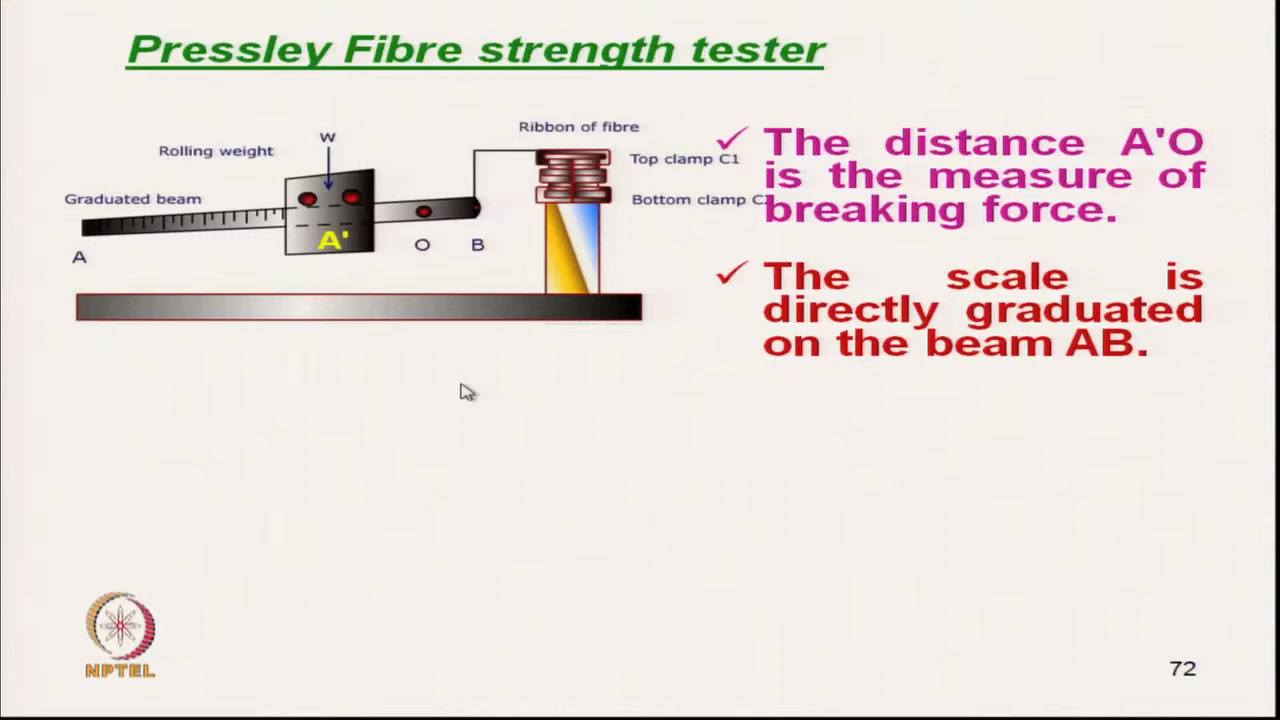 Pressley Fibre strength tester
W
Rolling weight
Graduated beam
A
A'
O
B
Ribbon of fibre
Top clamp C1
Bottom clamp
✓ The distance A'O
is the measure of
breaking force.
✓ The scale is
directly graduated
on the beam AB.
NPTEL
72